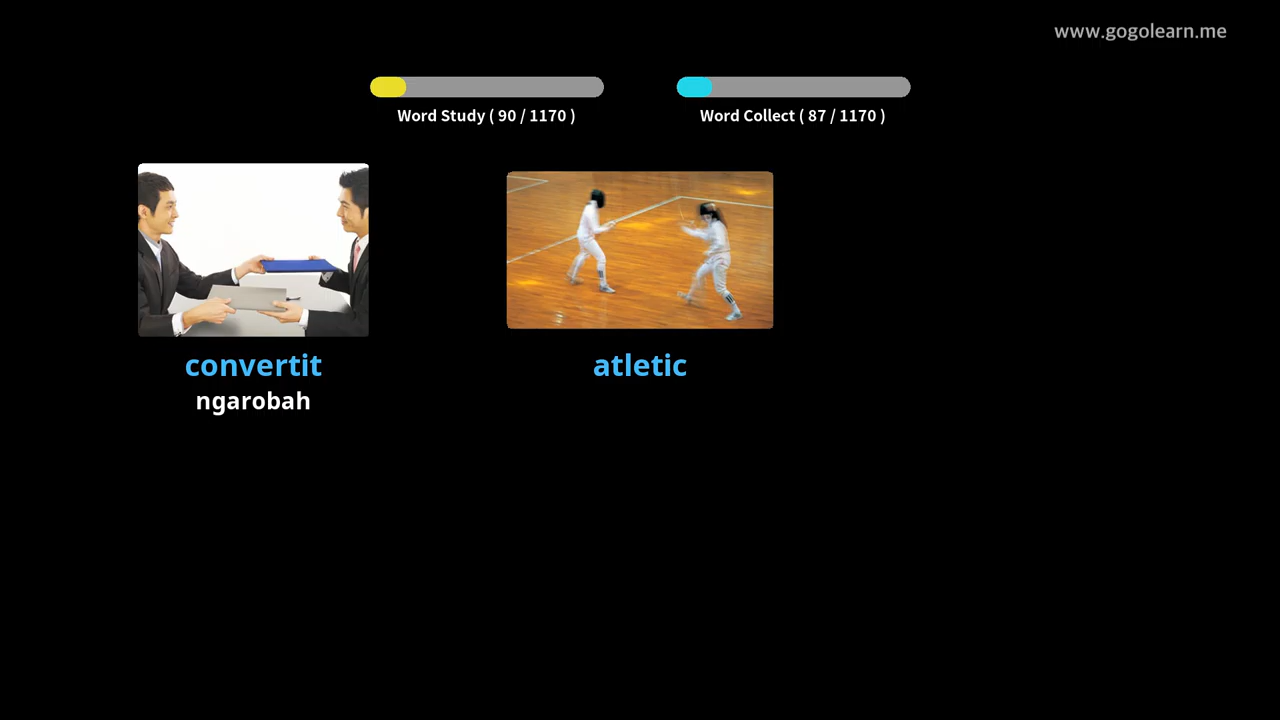 www.gogolearn.me
Word Study ( 90 / 1170 )
Word Collect ( 87 / 1170 )
convertit
ngarobah
atletic